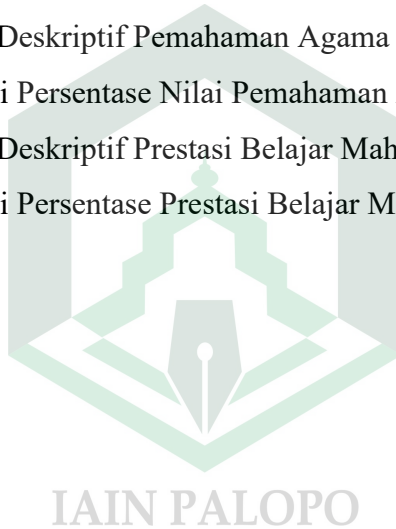 Deskriptif Pemahaman Agama
i Persentase Nilai Pemahaman
Deskriptif Prestasi Belajar Mah
i Persentase Prestasi Belajar M
IAIN PALOPO